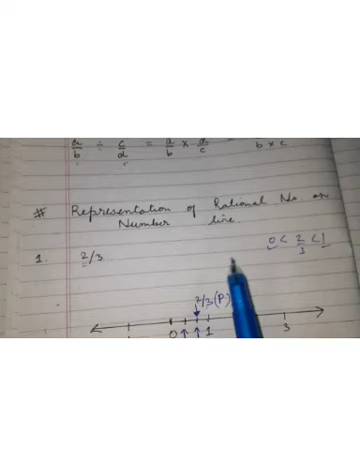 a/b ÷ c/d = a/b × d/c = b × c
# Representation of Rational No. on
Number line.
1. 2/3
0 < 2/3 < 1
2/3 (P)
0 1 3